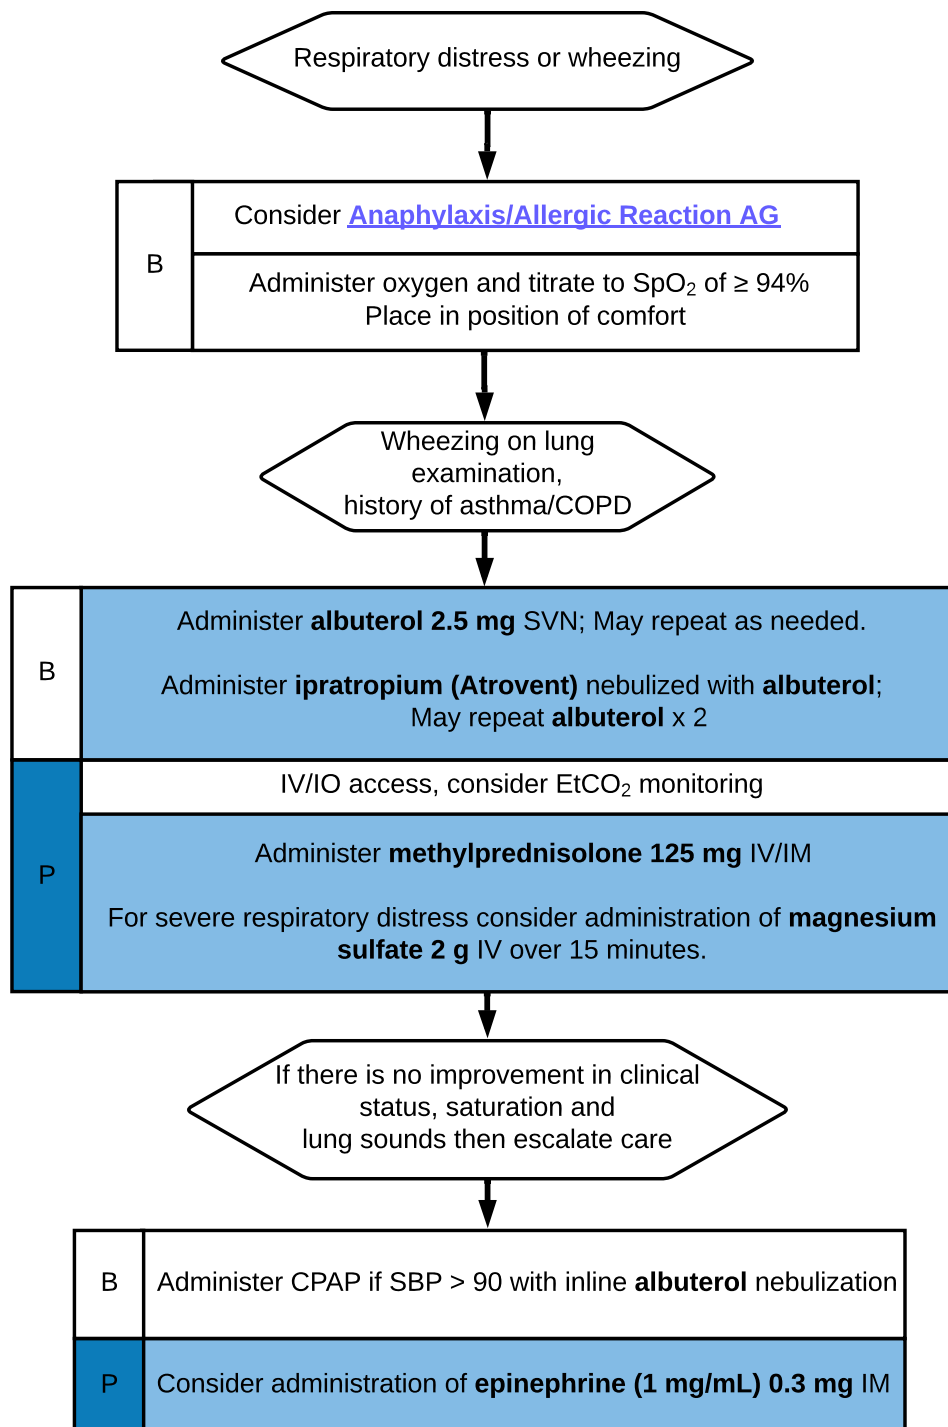 Respiratory distress or wheezing
B
Consider Anaphylaxis/Allergic Reaction AG
Administer oxygen and titrate to SpO₂ of ≥ 94%
Place in position of comfort
Wheezing on lung
examination,
history of asthma/COPD
B
Administer albuterol 2.5 mg SVN; May repeat as needed.
Administer ipratropium (Atrovent) nebulized with albuterol;
May repeat albuterol x 2
P
IV/IO access, consider EtCO₂ monitoring
Administer methylprednisolone 125 mg IV/IM
For severe respiratory distress consider administration of magnesium
sulfate 2 g IV over 15 minutes.
If there is no improvement in clinical
status, saturation and
lung sounds then escalate care
B
Administer CPAP if SBP > 90 with inline albuterol nebulization
P
Consider administration of epinephrine (1 mg/mL) 0.3 mg IM